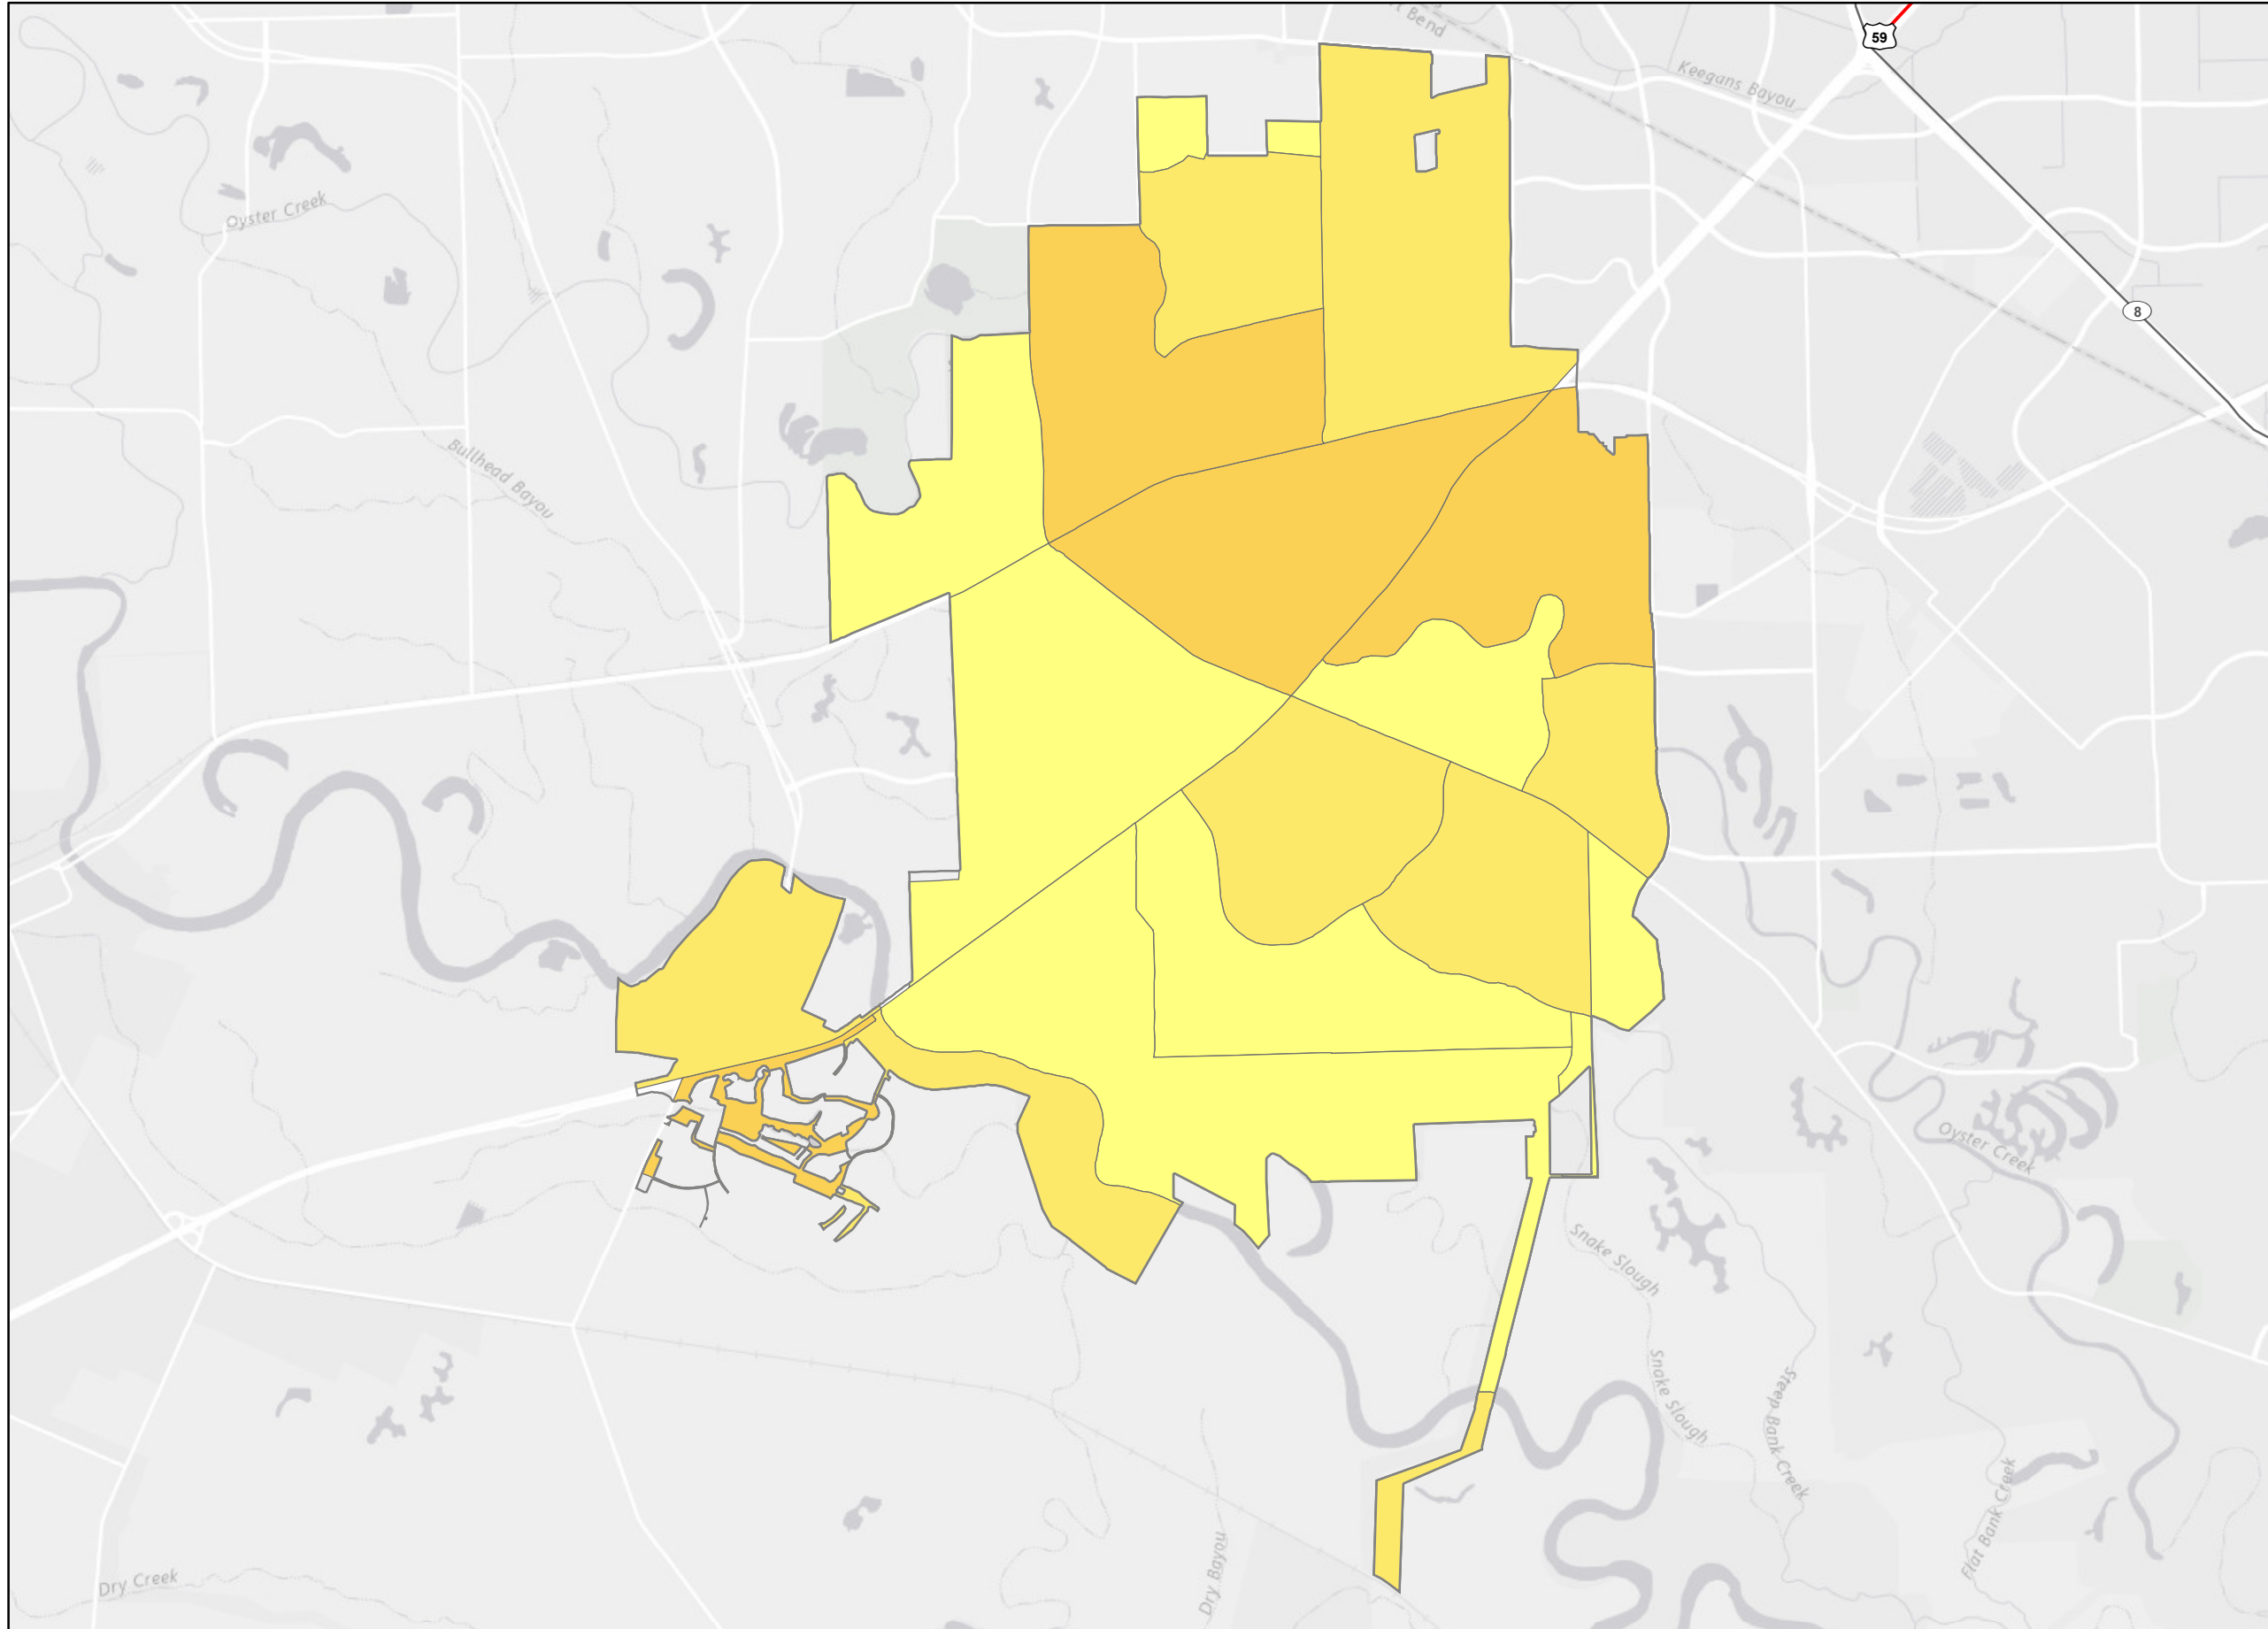 t Bend
59
Keegans Bayou
Oyster Creek
8
Bullhead Bayou
Oyster Creek
Snake Slough
Snake Slough
Steep Bank Creek
Flat Bank Creek
Dry Bayou
Dry Creek